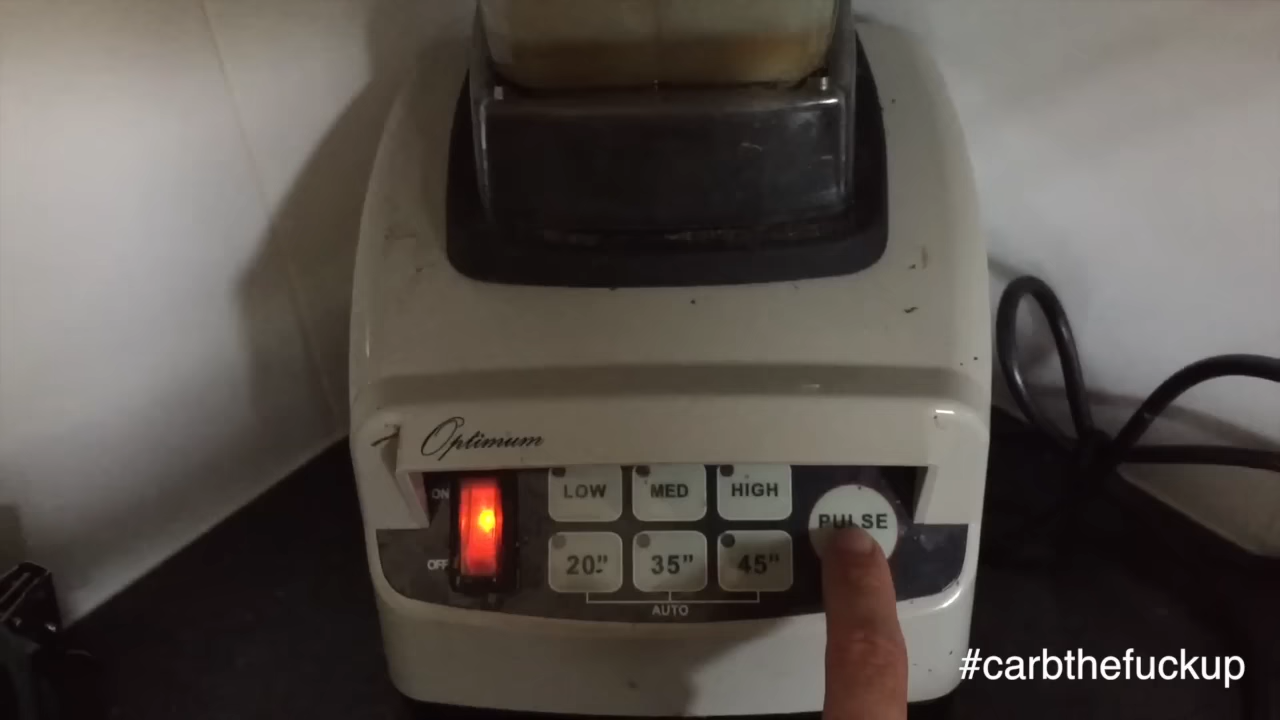 Optimum
ON
LOW MED HIGH
PULSE
OFF
20" 35" 45"
AUTO
#carbthefuckup